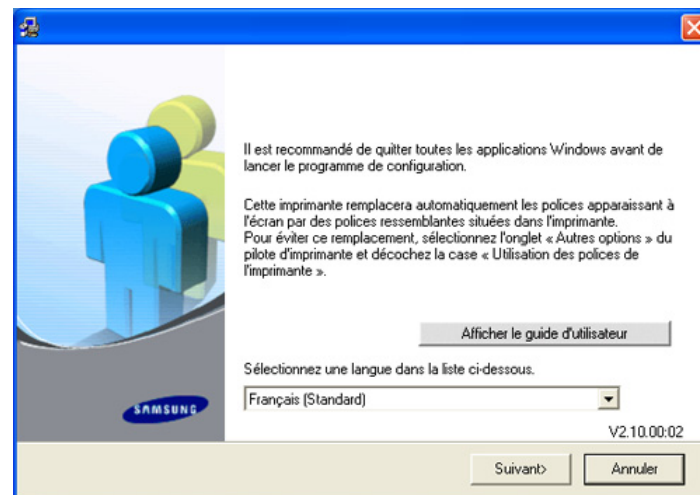 Il est recommandé de quitter toutes les applications Windows avant de
lancer le programme de configuration.
Cette imprimante remplacera automatiquement les polices apparaissant à
l'écran par des polices ressemblantes situées dans l'imprimante.
Pour éviter ce remplacement, sélectionnez l'onglet « Autres options » du
pilote d'imprimante et décochez la case « Utilisation des polices de
l'imprimante ».
Afficher le guide d'utilisateur
Sélectionnez une langue dans la liste ci-dessous.
Français (Standard)
SAMSUNG
V2.10.00:02
Suivant>
Annuler